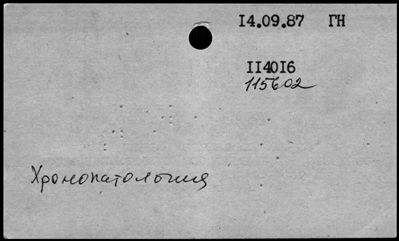 14.09.87 ГН
114016
115602
Хронопатология